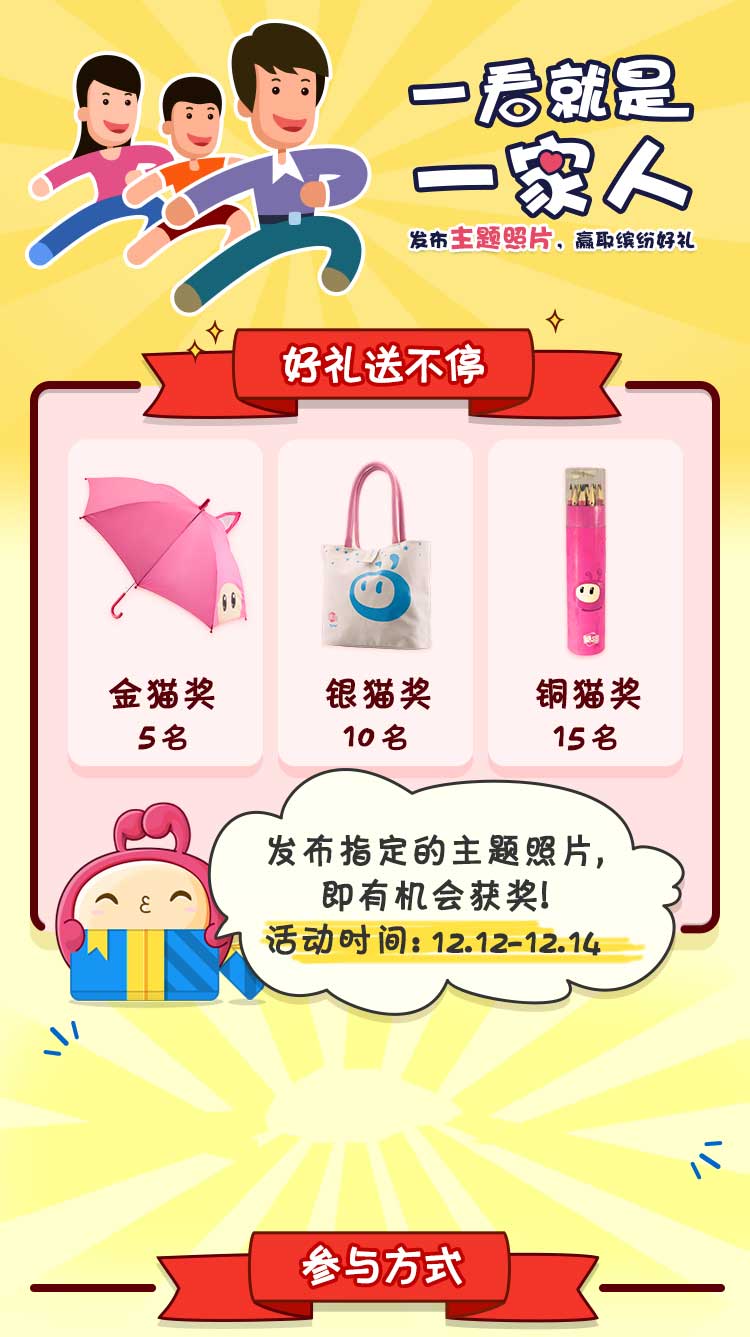 一看就是
一家人
发布主题照片，赢取缤纷好礼
好礼送不停
金猫奖
5名
银猫奖
10名
铜猫奖
15名
发布指定的主题照片,
即有机会获奖!
活动时间: 12.12-12.14
参与方式